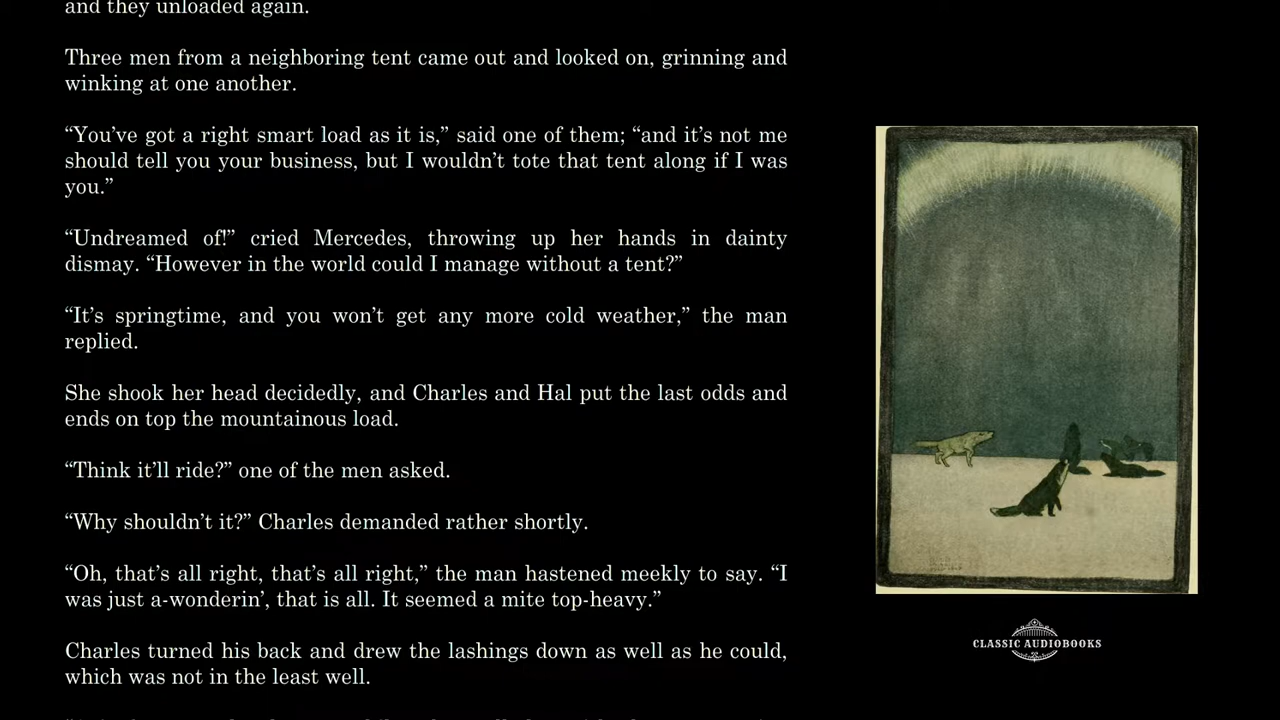 and they unloaded again.
Three men from a neighboring tent came out and looked on, grinning and
winking at one another.
“You’ve got a right smart load as it is,” said one of them; “and it’s not me
should tell you your business, but I wouldn’t tote that tent along if I was
you.”
“Undreamed of!” cried Mercedes, throwing up her hands in dainty
dismay. “However in the world could I manage without a tent?”
“It’s springtime, and you won’t get any more cold weather,” the man
replied.
She shook her head decidedly, and Charles and Hal put the last odds and
ends on top the mountainous load.
“Think it’ll ride?” one of the men asked.
“Why shouldn’t it?” Charles demanded rather shortly.
“Oh, that’s all right, that’s all right,” the man hastened meekly to say. “I
was just a-wonderin’, that is all. It seemed a mite top-heavy.”
Charles turned his back and drew the lashings down as well as he could,
which was not in the least well.
CLASSIC AUDIOBOOKS